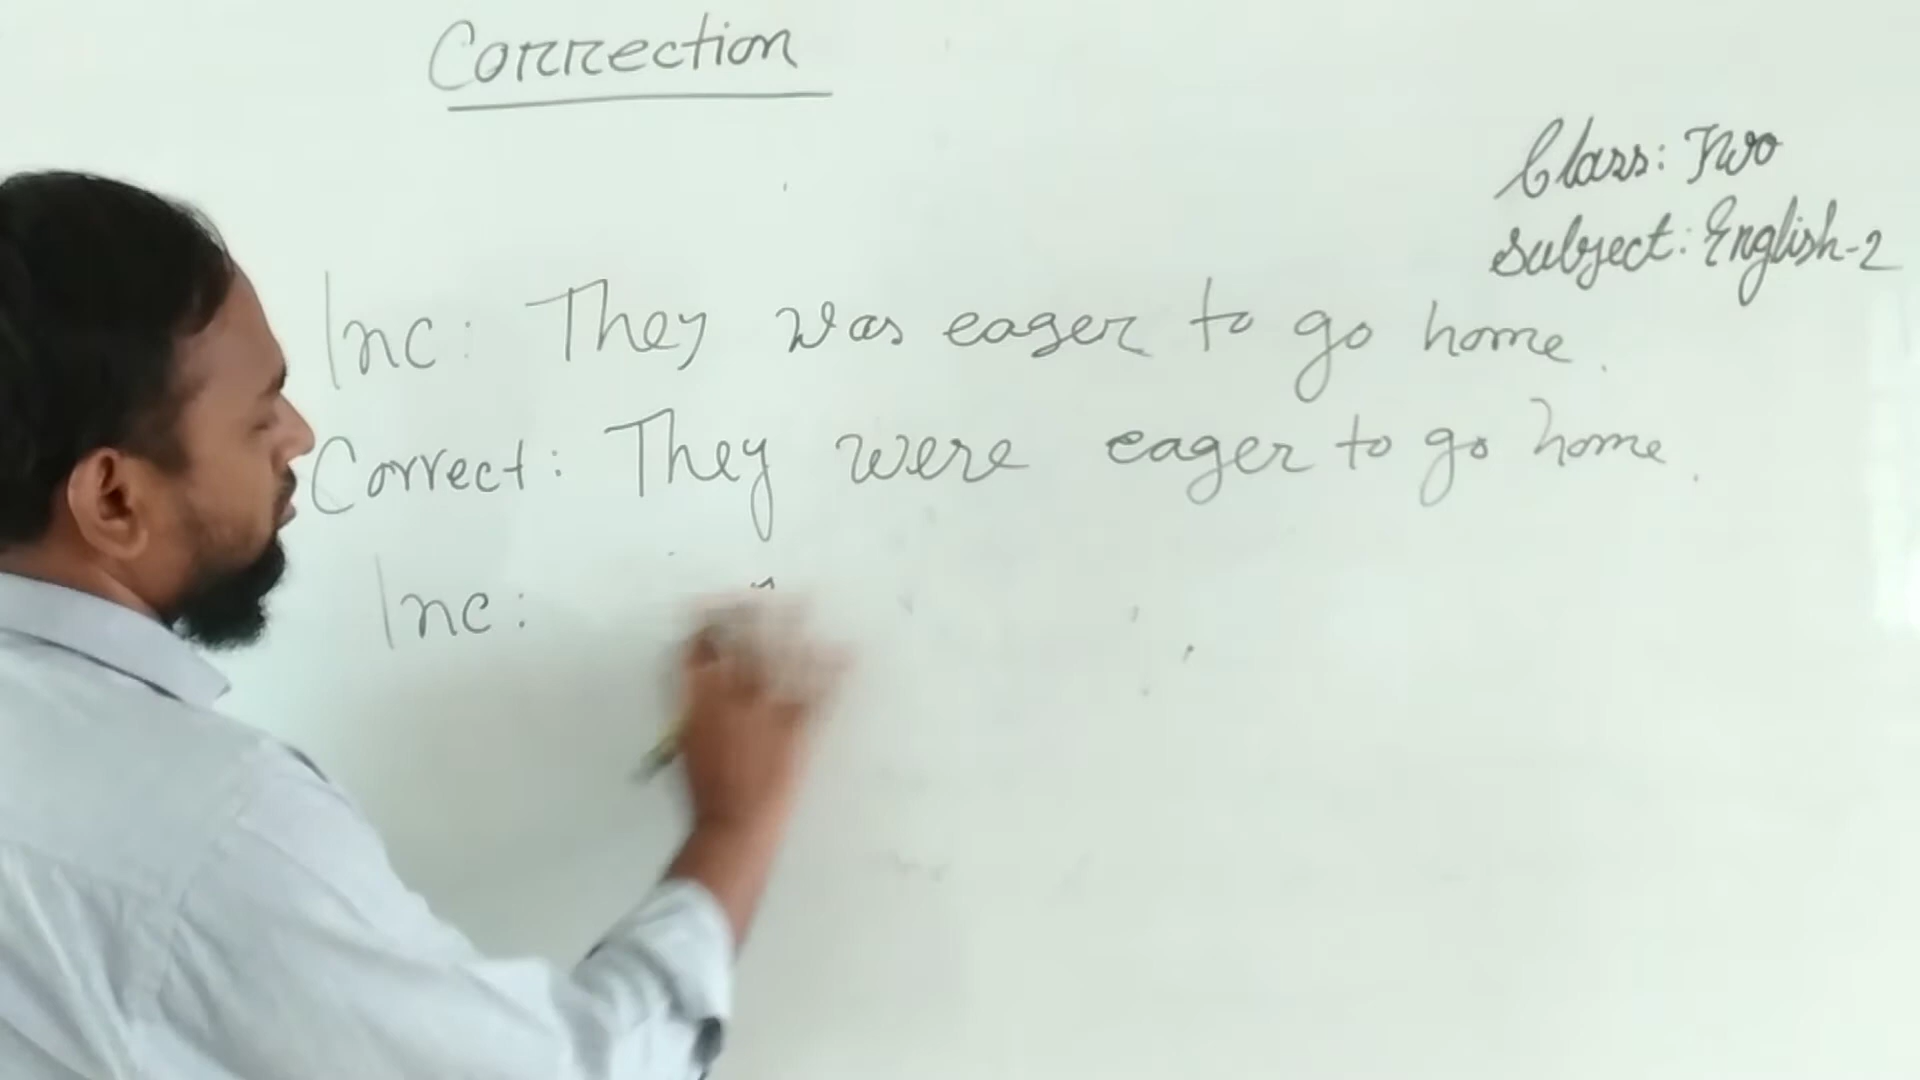 Correction
Class: Two
Subject: English-2
Inc: They was eager to go home.
Correct: They were eager to go home.
Inc: